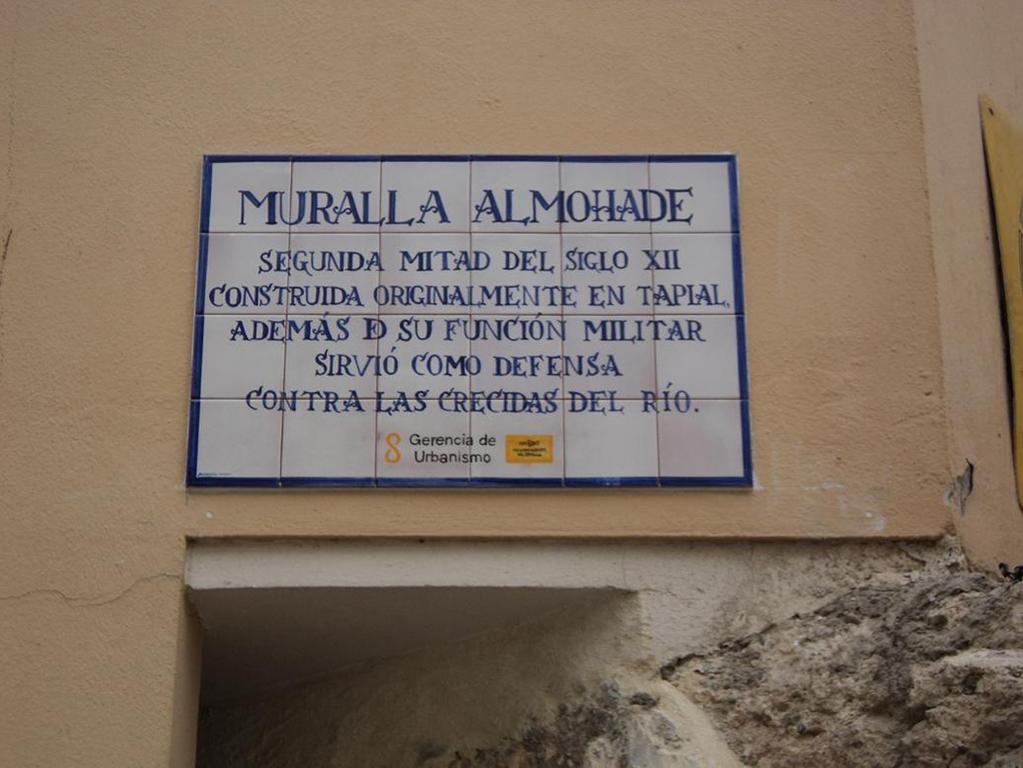 MURALLA ALMOHADE
SEGUNDA MITAD DEL SIGLO XII
CONSTRUIDA ORIGINALMENTE EN TAPIAL,
ADEMÁS DE SU FUNCIÓN MILITAR
SIRVIÓ COMO DEFENSA
CONTRA LAS CRECIDAS DEL RÍO.
Gerencia de
Urbanismo